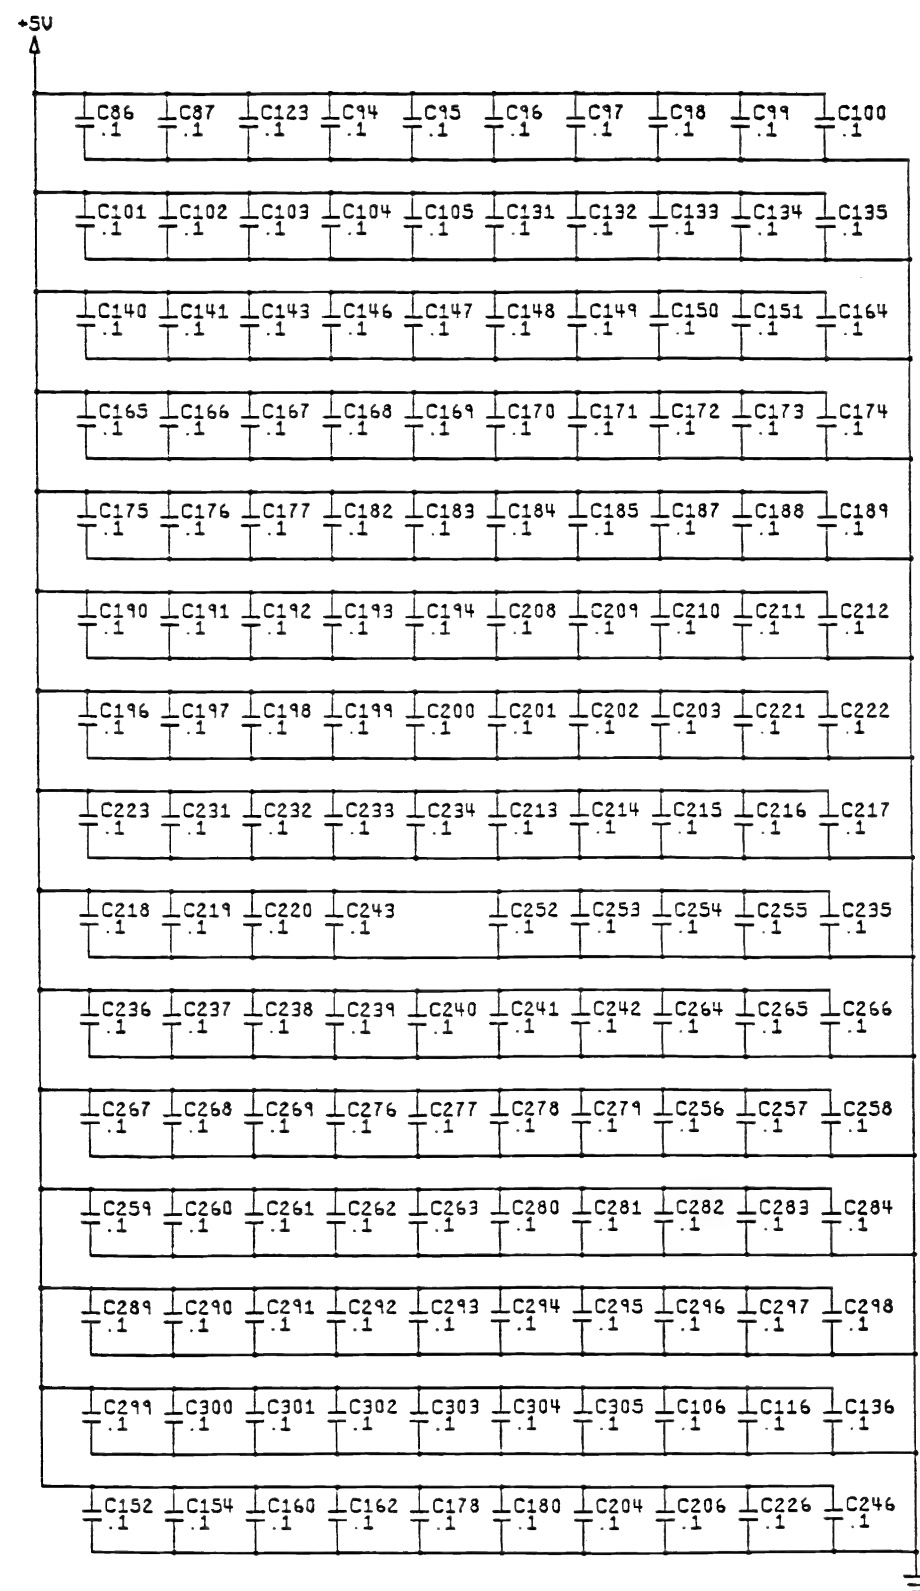 +5V
C86 C87 C123 C94 C95 C96 C97 C98 C99 C100
.1 .1 .1 .1 .1 .1 .1 .1 .1 .1
C101 C102 C103 C104 C105 C131 C132 C133 C134 C135
.1 .1 .1 .1 .1 .1 .1 .1 .1 .1
C140 C141 C143 C146 C147 C148 C149 C150 C151 C164
.1 .1 .1 .1 .1 .1 .1 .1 .1 .1
C165 C166 C167 C168 C169 C170 C171 C172 C173 C174
.1 .1 .1 .1 .1 .1 .1 .1 .1 .1
C175 C176 C177 C182 C183 C184 C185 C187 C188 C189
.1 .1 .1 .1 .1 .1 .1 .1 .1 .1
C190 C191 C192 C193 C194 C208 C209 C210 C211 C212
.1 .1 .1 .1 .1 .1 .1 .1 .1 .1
C196 C197 C198 C199 C200 C201 C202 C203 C221 C222
.1 .1 .1 .1 .1 .1 .1 .1 .1 .1
C223 C231 C232 C233 C234 C213 C214 C215 C216 C217
.1 .1 .1 .1 .1 .1 .1 .1 .1 .1
C218 C219 C220 C243 C252 C253 C254 C255 C235
.1 .1 .1 .1 .1 .1 .1 .1 .1
C236 C237 C238 C239 C240 C241 C242 C264 C265 C266
.1 .1 .1 .1 .1 .1 .1 .1 .1 .1
C267 C268 C269 C276 C277 C278 C279 C256 C257 C258
.1 .1 .1 .1 .1 .1 .1 .1 .1 .1
C259 C260 C261 C262 C263 C280 C281 C282 C283 C284
.1 .1 .1 .1 .1 .1 .1 .1 .1 .1
C289 C290 C291 C292 C293 C294 C295 C296 C297 C298
.1 .1 .1 .1 .1 .1 .1 .1 .1 .1
C299 C300 C301 C302 C303 C304 C305 C106 C116 C136
.1 .1 .1 .1 .1 .1 .1 .1 .1 .1
C152 C154 C160 C162 C178 C180 C204 C206 C226 C246
.1 .1 .1 .1 .1 .1 .1 .1 .1 .1